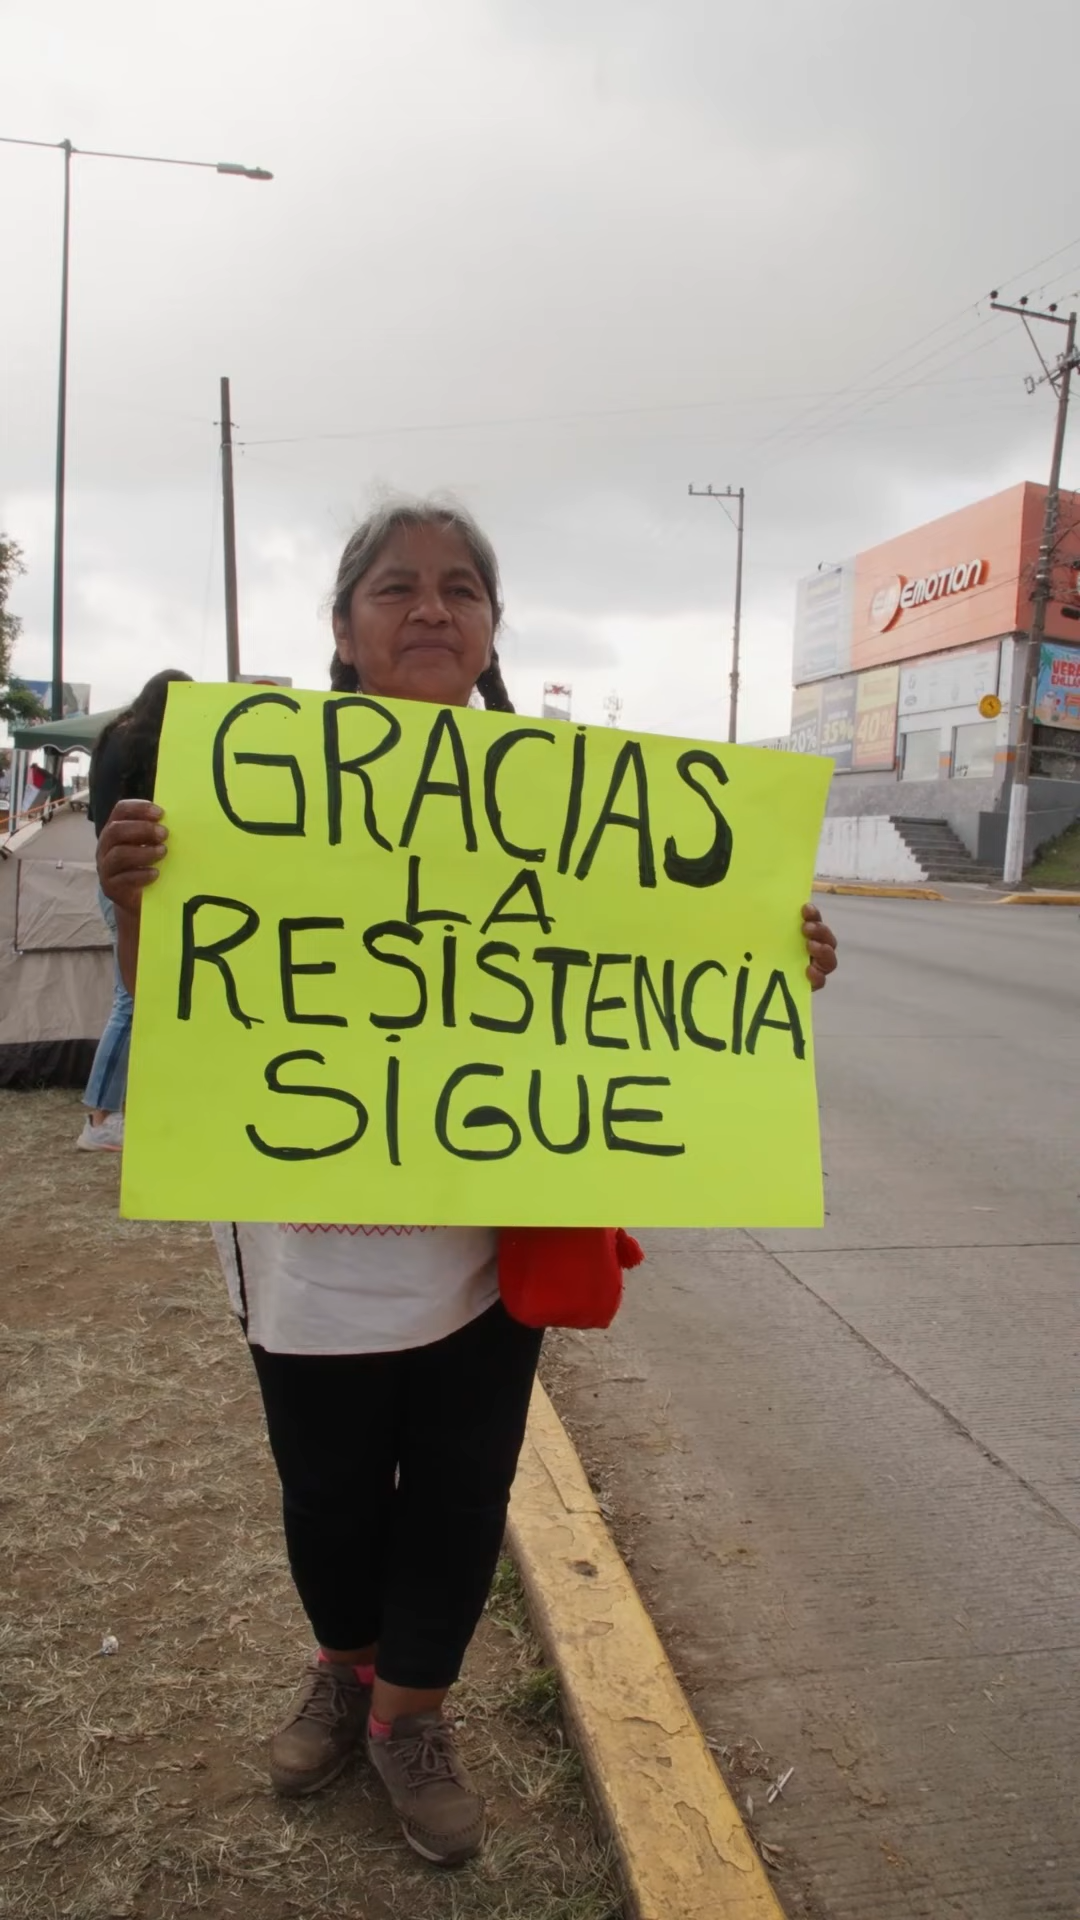 GRACIAS
LA
RESISTENCIA
SIGUE
EMOTION
20%
35%
40%